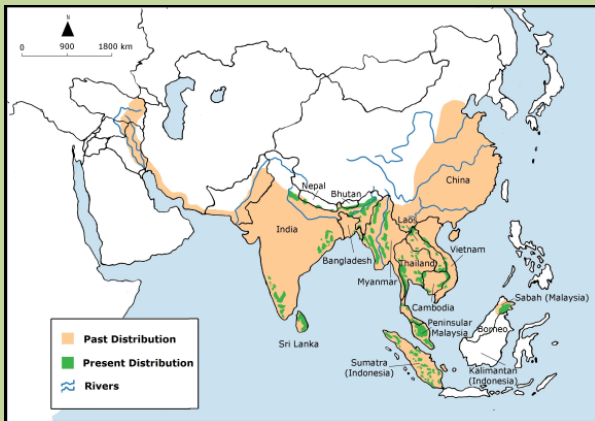 N
0 900 1800 km
Nepal
Bhutan
China
India
Laos
Bangladesh
Thailand
Vietnam
Myanmar
Cambodia
Sabah (Malaysia)
Peninsular
Malaysia
Borneo
Sri Lanka
Sumatra
(Indonesia)
Kalimantan
(Indonesia)
Past Distribution
Present Distribution
Rivers